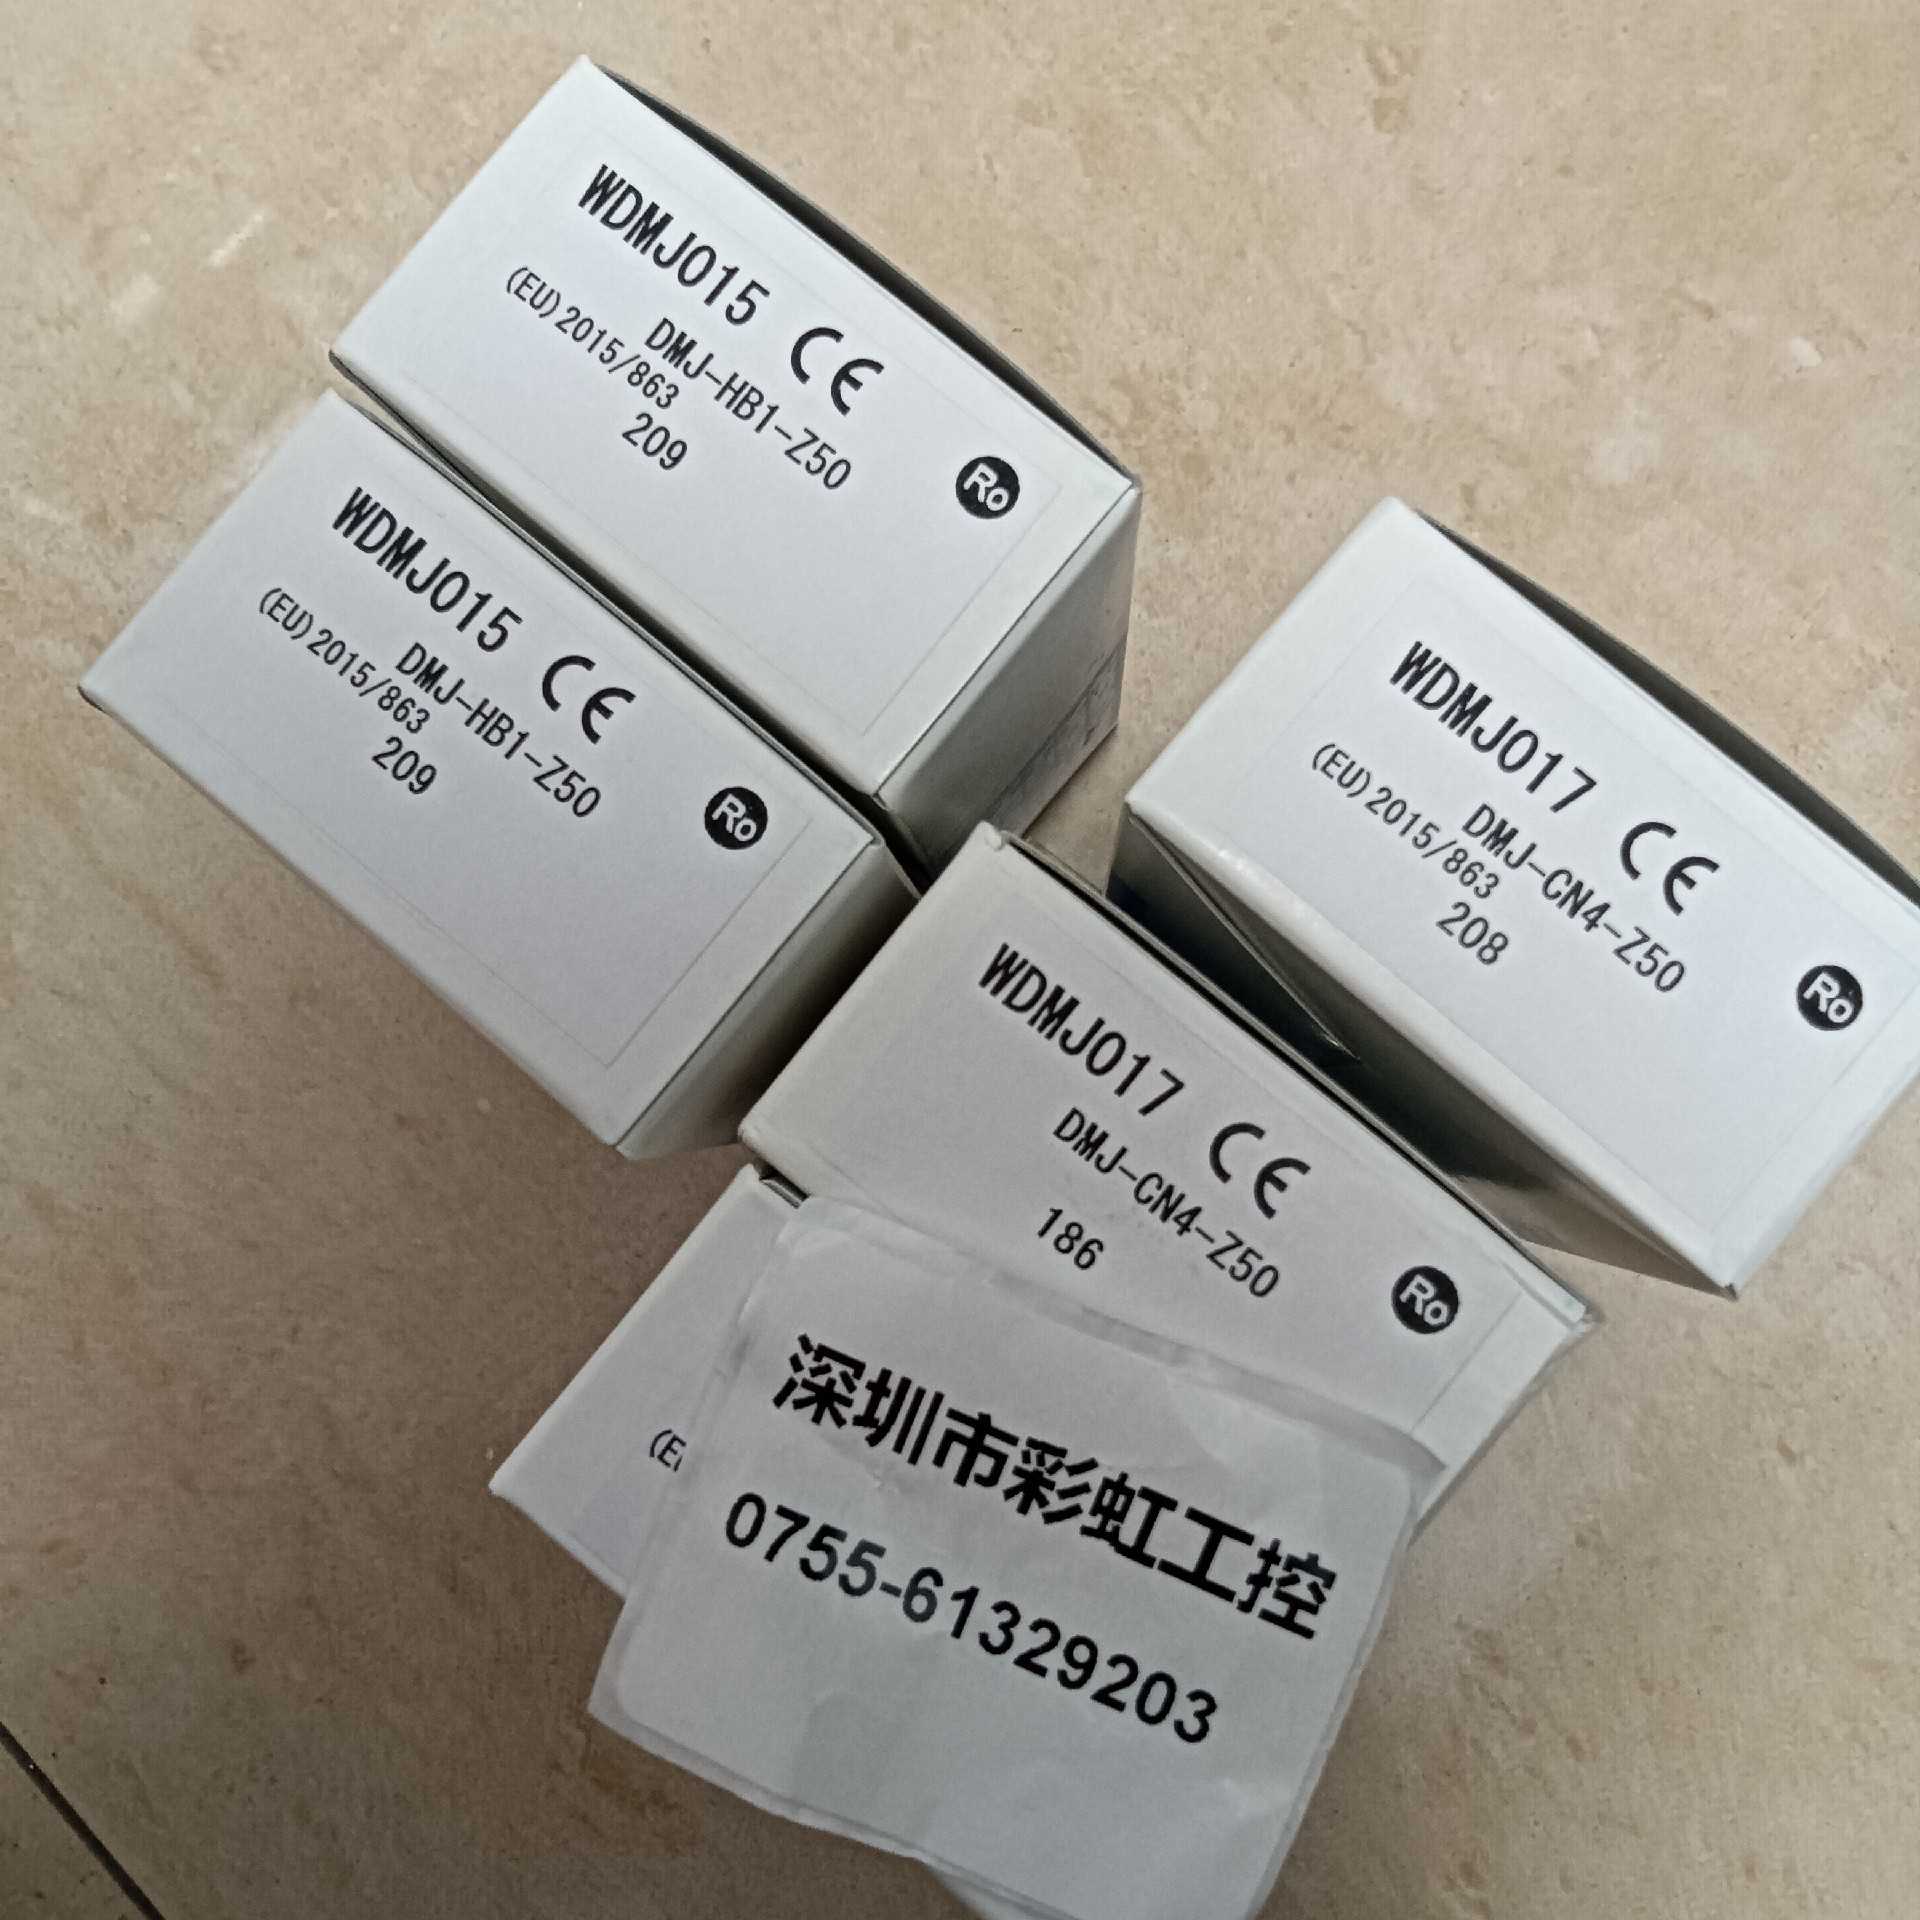 WDMJ015 CE
DMJ-HB1-Z50
(EU)2015/863
209
Ro
WDMJ015 CE
DMJ-HB1-Z50
(EU)2015/863
209
Ro
WDMJ017 CE
DMJ-CN4-Z50
(EU)2015/863
208
Ro
WDMJ017 CE
DMJ-CN4-Z50
186
Ro
深圳市彩虹工控
0755-61329203